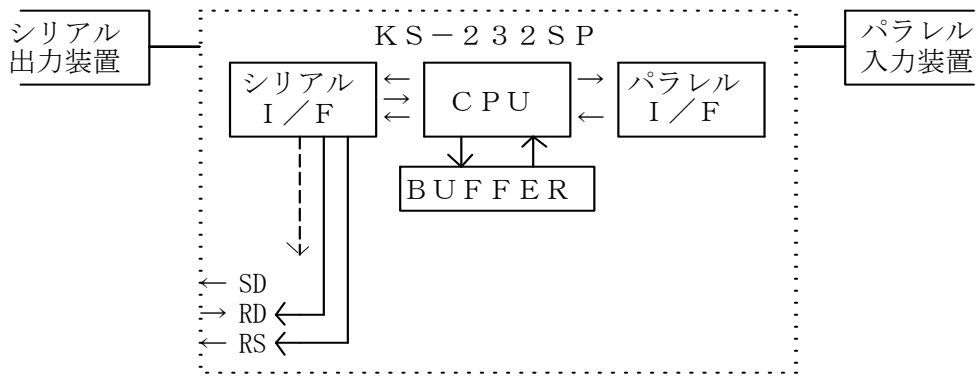 シリアル
出力装置
KS-232SP
パラレル
入力装置
シリアル
I/F
← → ←
CPU
→ ←
パラレル
I/F
BUFFER
← SD
→ RD
← RS